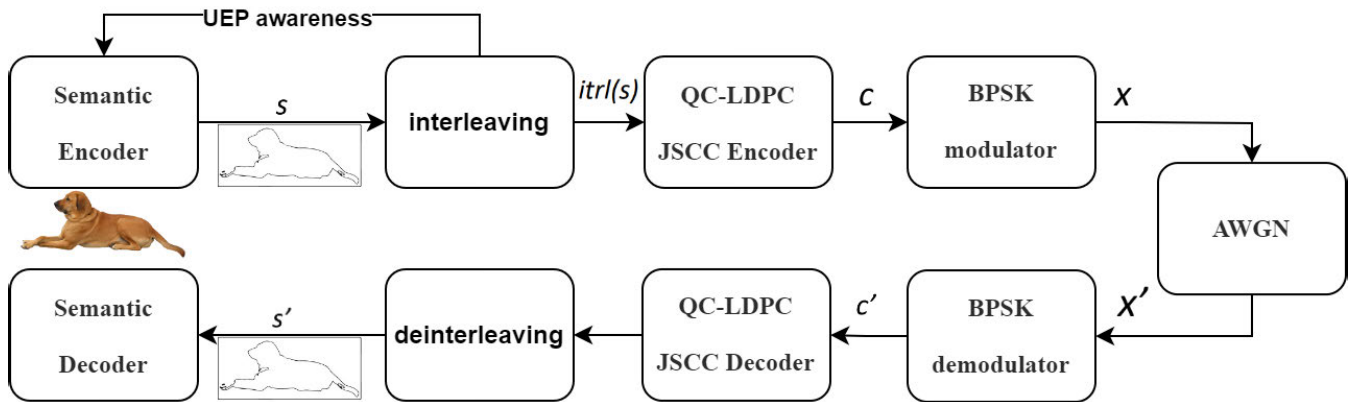 UEP awareness
Semantic
Encoder
s
interleaving
itrl(s)
QC-LDPC
JSCC Encoder
c
BPSK
modulator
x
AWGN
Semantic
Decoder
s’
deinterleaving
QC-LDPC
JSCC Decoder
c’
BPSK
demodulator
x’